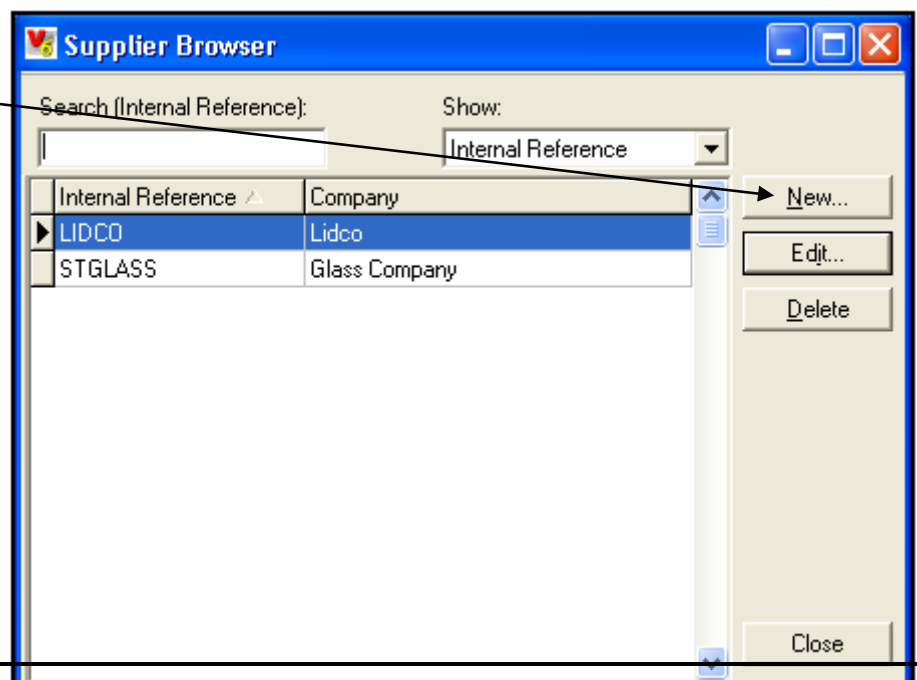 V6 Supplier Browser
Search (Internal Reference):
Show:
Internal Reference
Internal Reference
Company
New...
LIDCO
Lidco
Edit...
STGLASS
Glass Company
Delete
Close